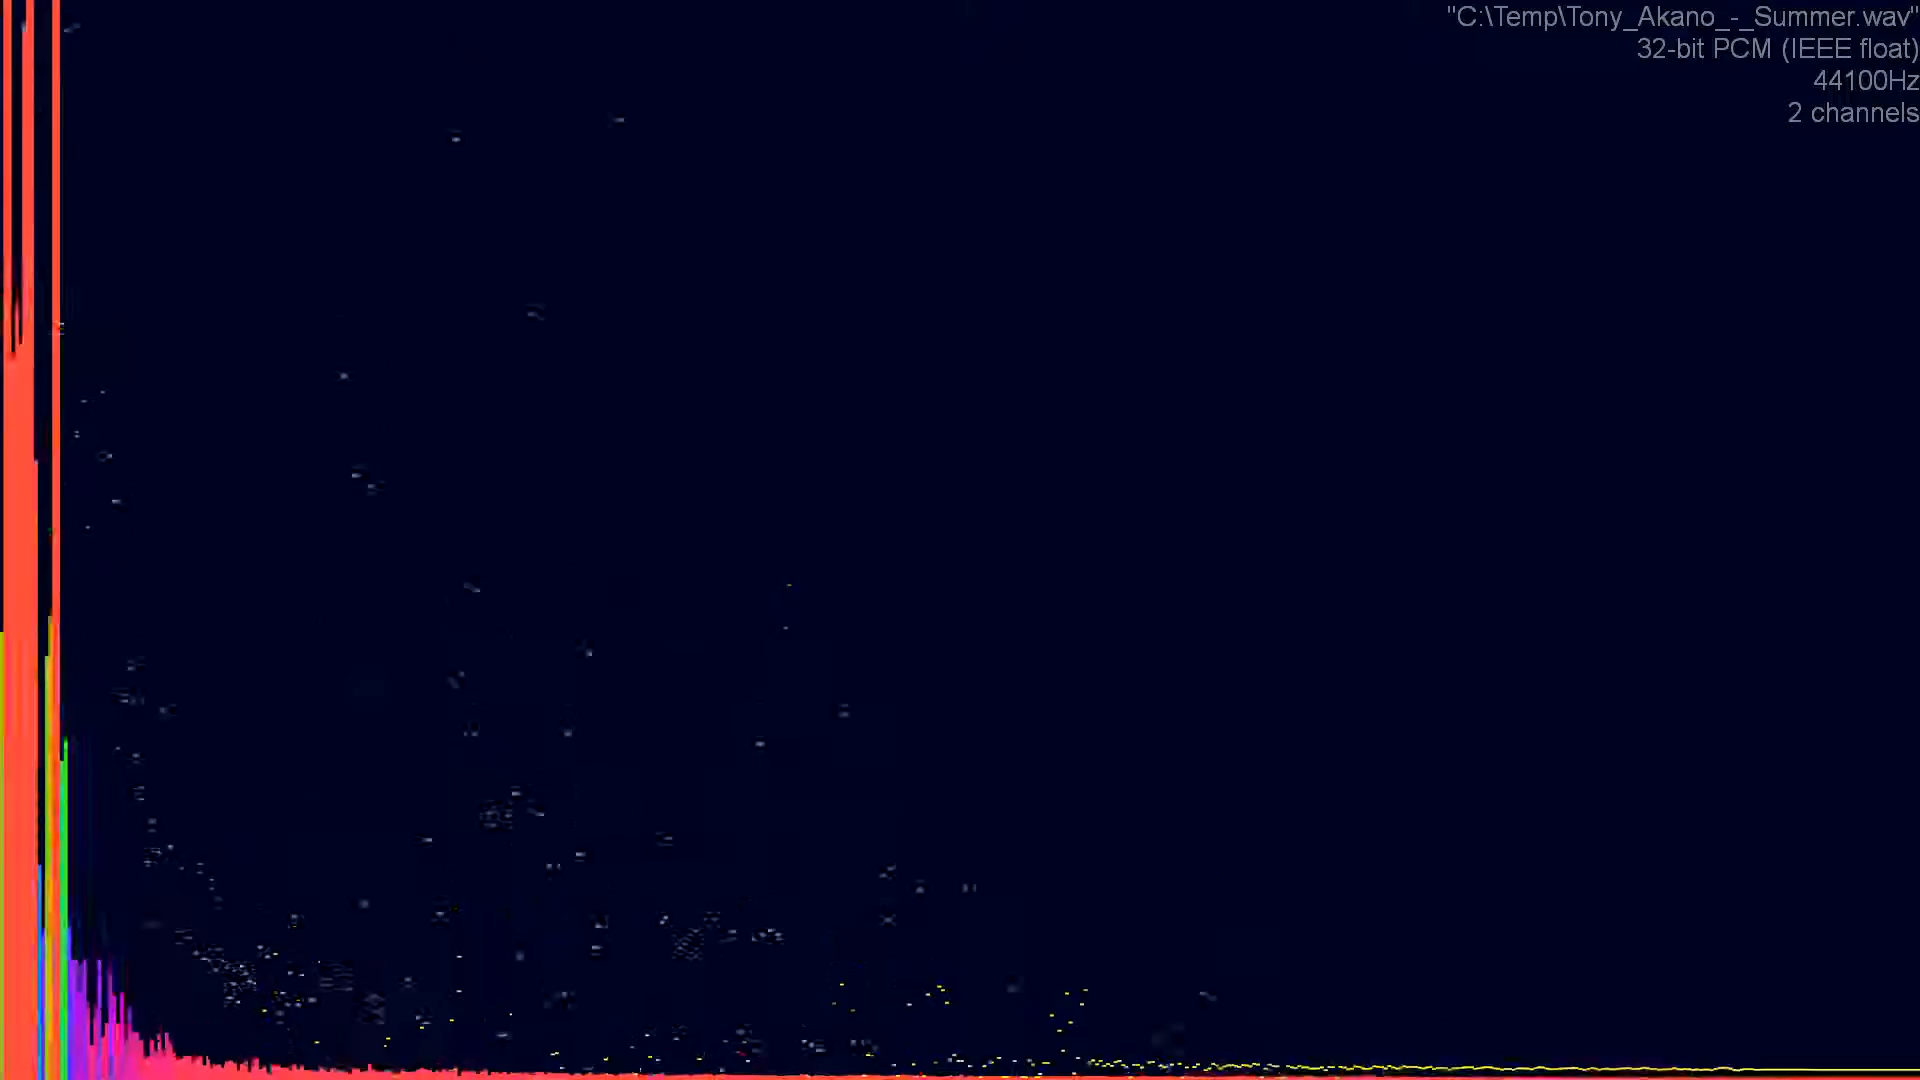 "C:\Temp\Tony_Akano_-_Summer.wav"
32-bit PCM (IEEE float)
44100Hz
2 channels